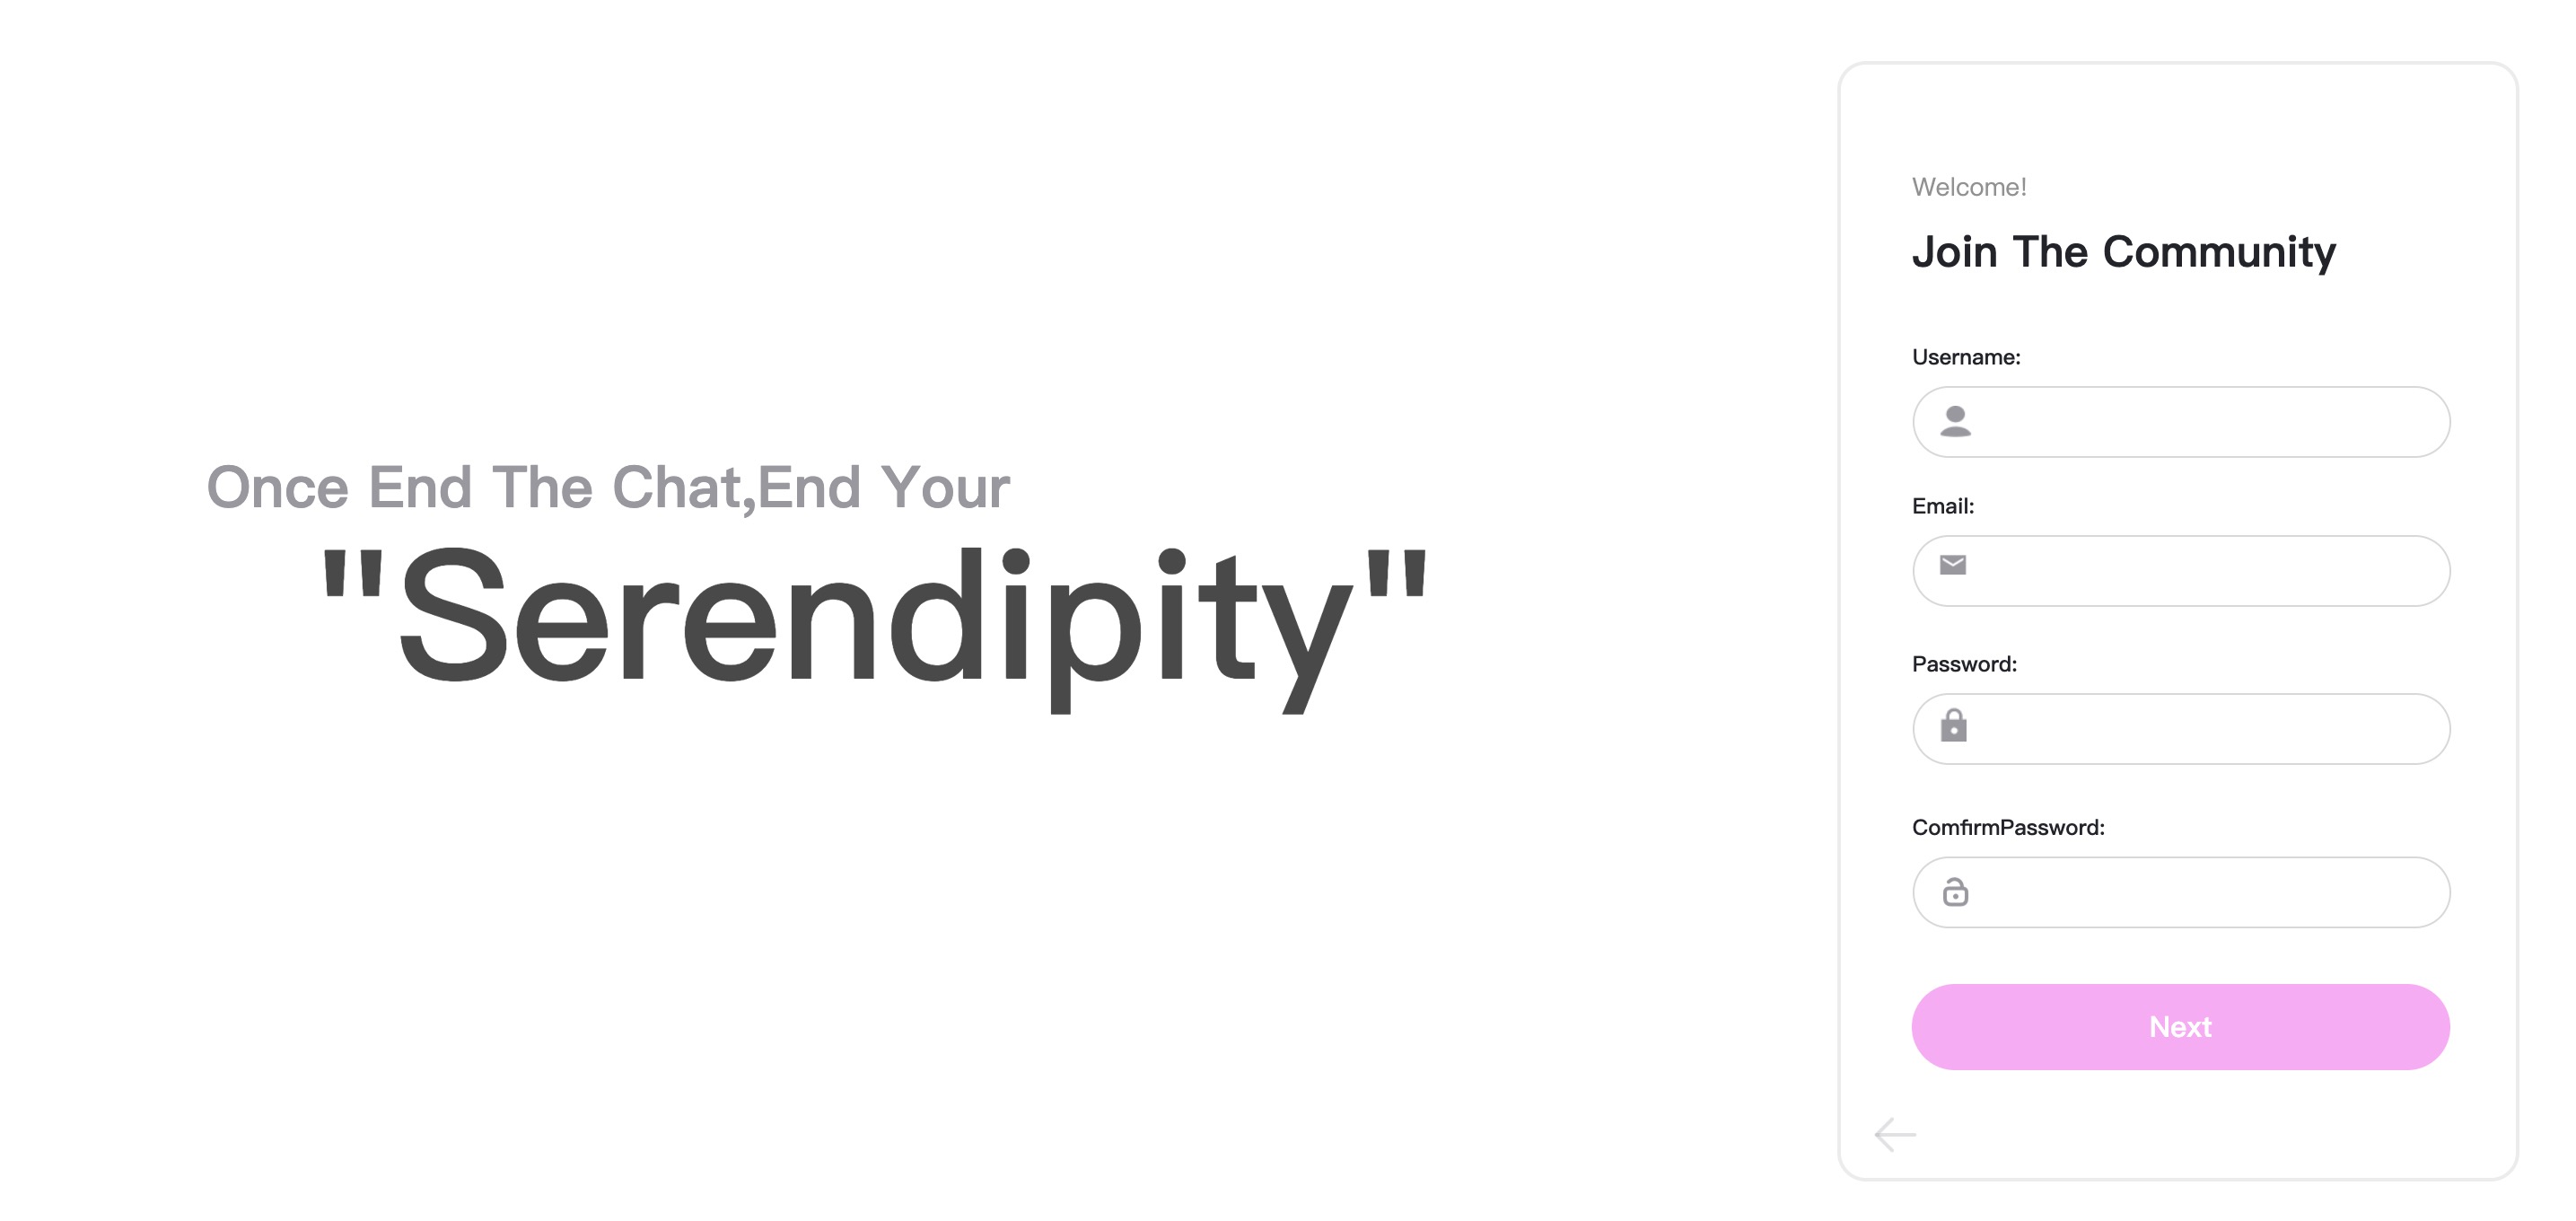 Once End The Chat,End Your
"Serendipity"
Welcome!
Join The Community
Username:
Email:
Password:
ComfirmPassword:
Next